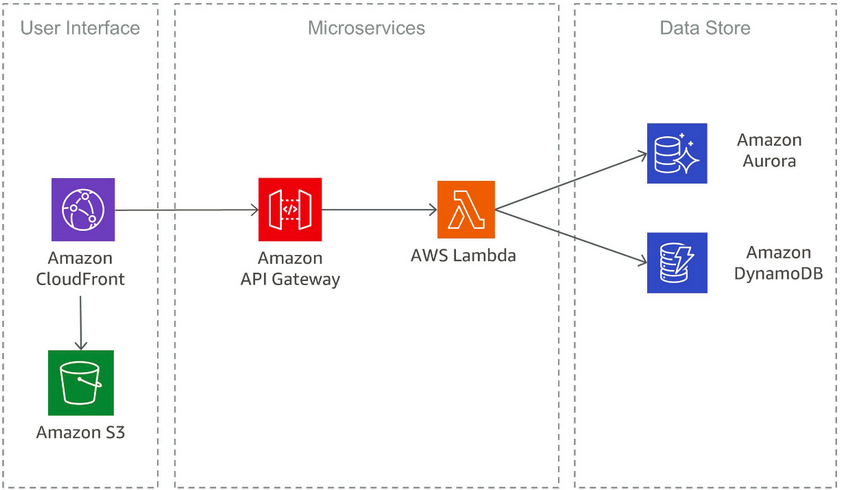 User Interface
Microservices
Data Store
Amazon
CloudFront
Amazon S3
Amazon
API Gateway
AWS Lambda
Amazon
Aurora
Amazon
DynamoDB